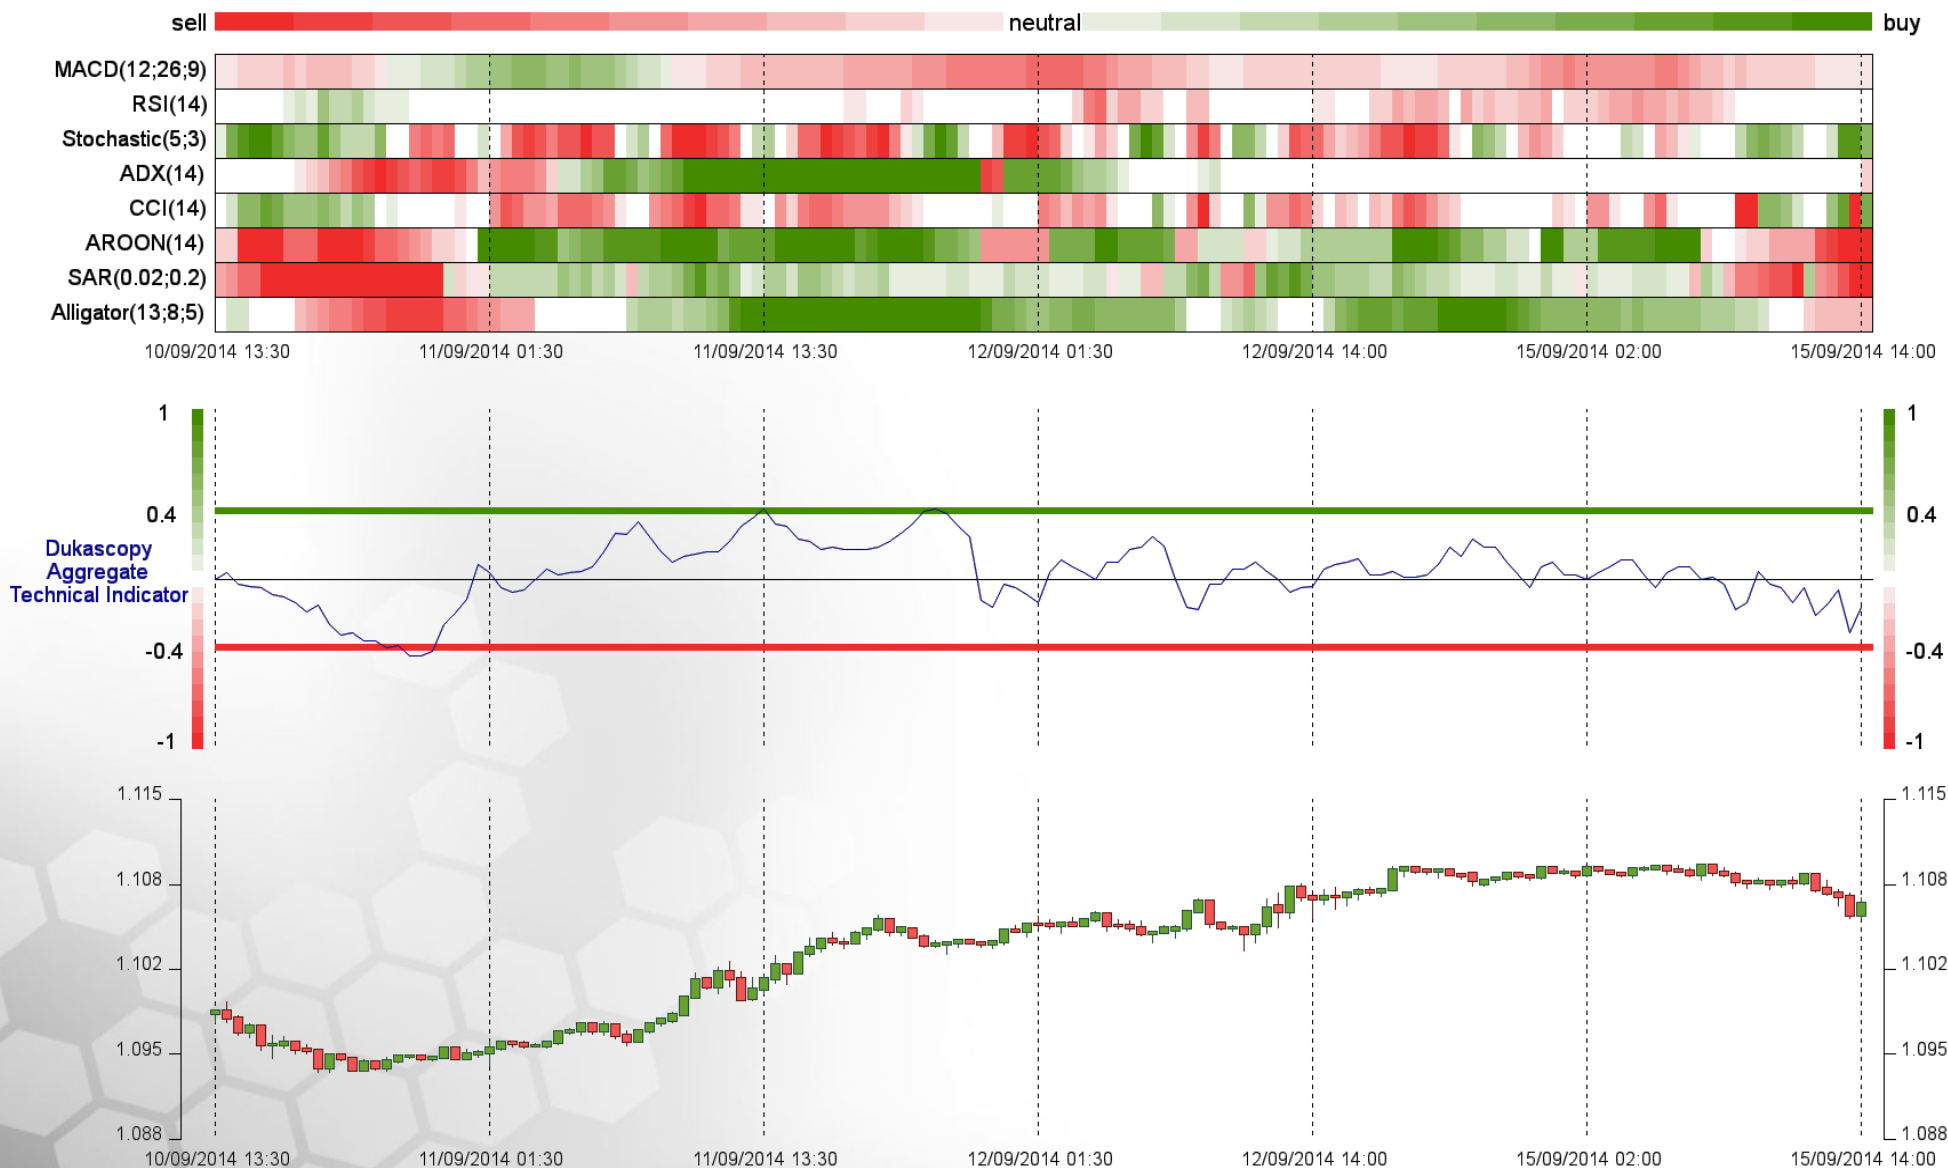 sell neutral buy
MACD(12;26;9)
RSI(14)
Stochastic(5;3)
ADX(14)
CCI(14)
AROON(14)
SAR(0.02;0.2)
Alligator(13;8;5)
10/09/2014 13:30 11/09/2014 01:30 11/09/2014 13:30 12/09/2014 01:30 12/09/2014 14:00 15/09/2014 02:00 15/09/2014 14:00
1 1
0.4 0.4
Dukascopy
Aggregate
Technical Indicator
-0.4 -0.4
-1 -1
1.115 1.115
1.108 1.108
1.102 1.102
1.095 1.095
1.088 1.088
10/09/2014 13:30 11/09/2014 01:30 11/09/2014 13:30 12/09/2014 01:30 12/09/2014 14:00 15/09/2014 02:00 15/09/2014 14:00